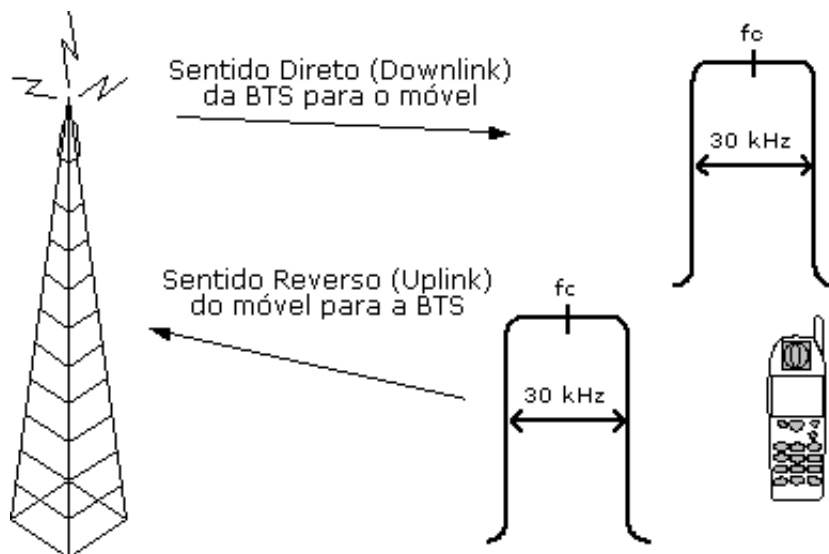 fc
Sentido Direto (Downlink)
da BTS para o móvel
30 kHz
Sentido Reverso (Uplink)
do móvel para a BTS
fc
30 kHz